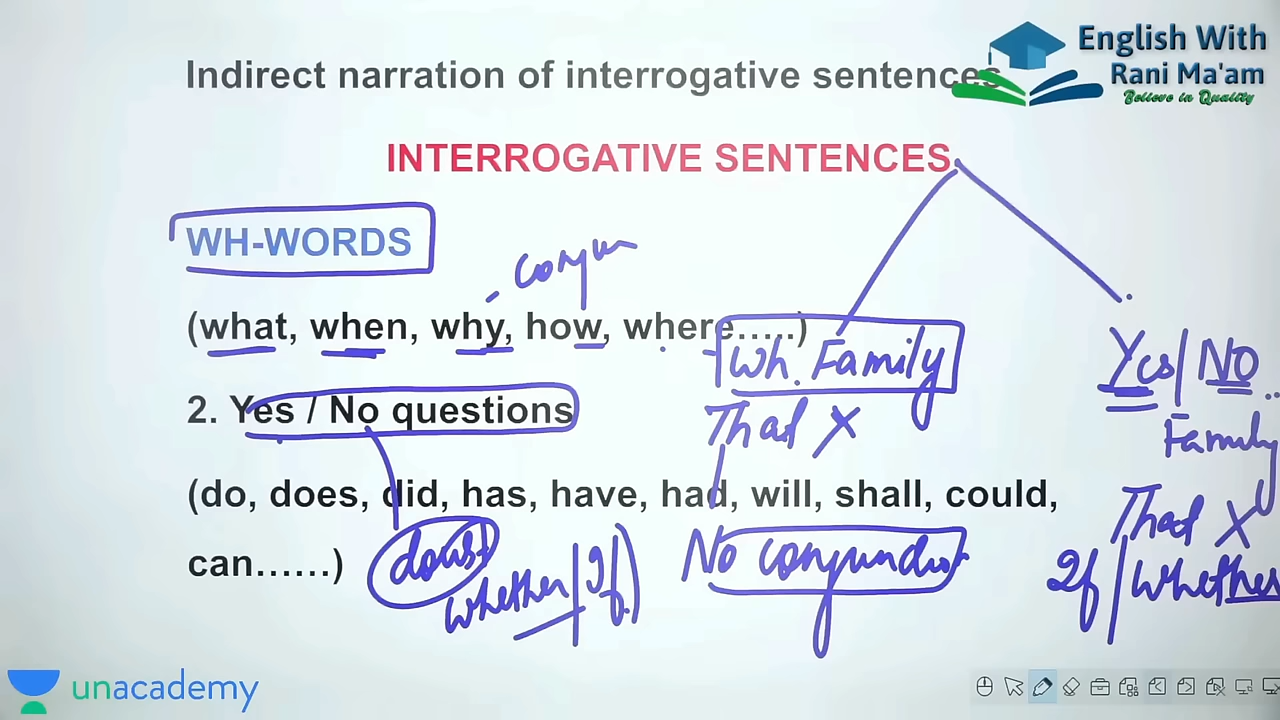 English With
Rani Ma'am
Believe in Quality
Indirect narration of interrogative sentences
INTERROGATIVE SENTENCES
WH-WORDS
conjun
(what, when, why, how, where.....)
Wh. Family
Yes/NO
Family
2. Yes / No questions
That X
(do, does, did, has, have, had, will, shall, could,
That X
can......)
doubt
whether/If)
No conjunction
If/Whether
unacademy